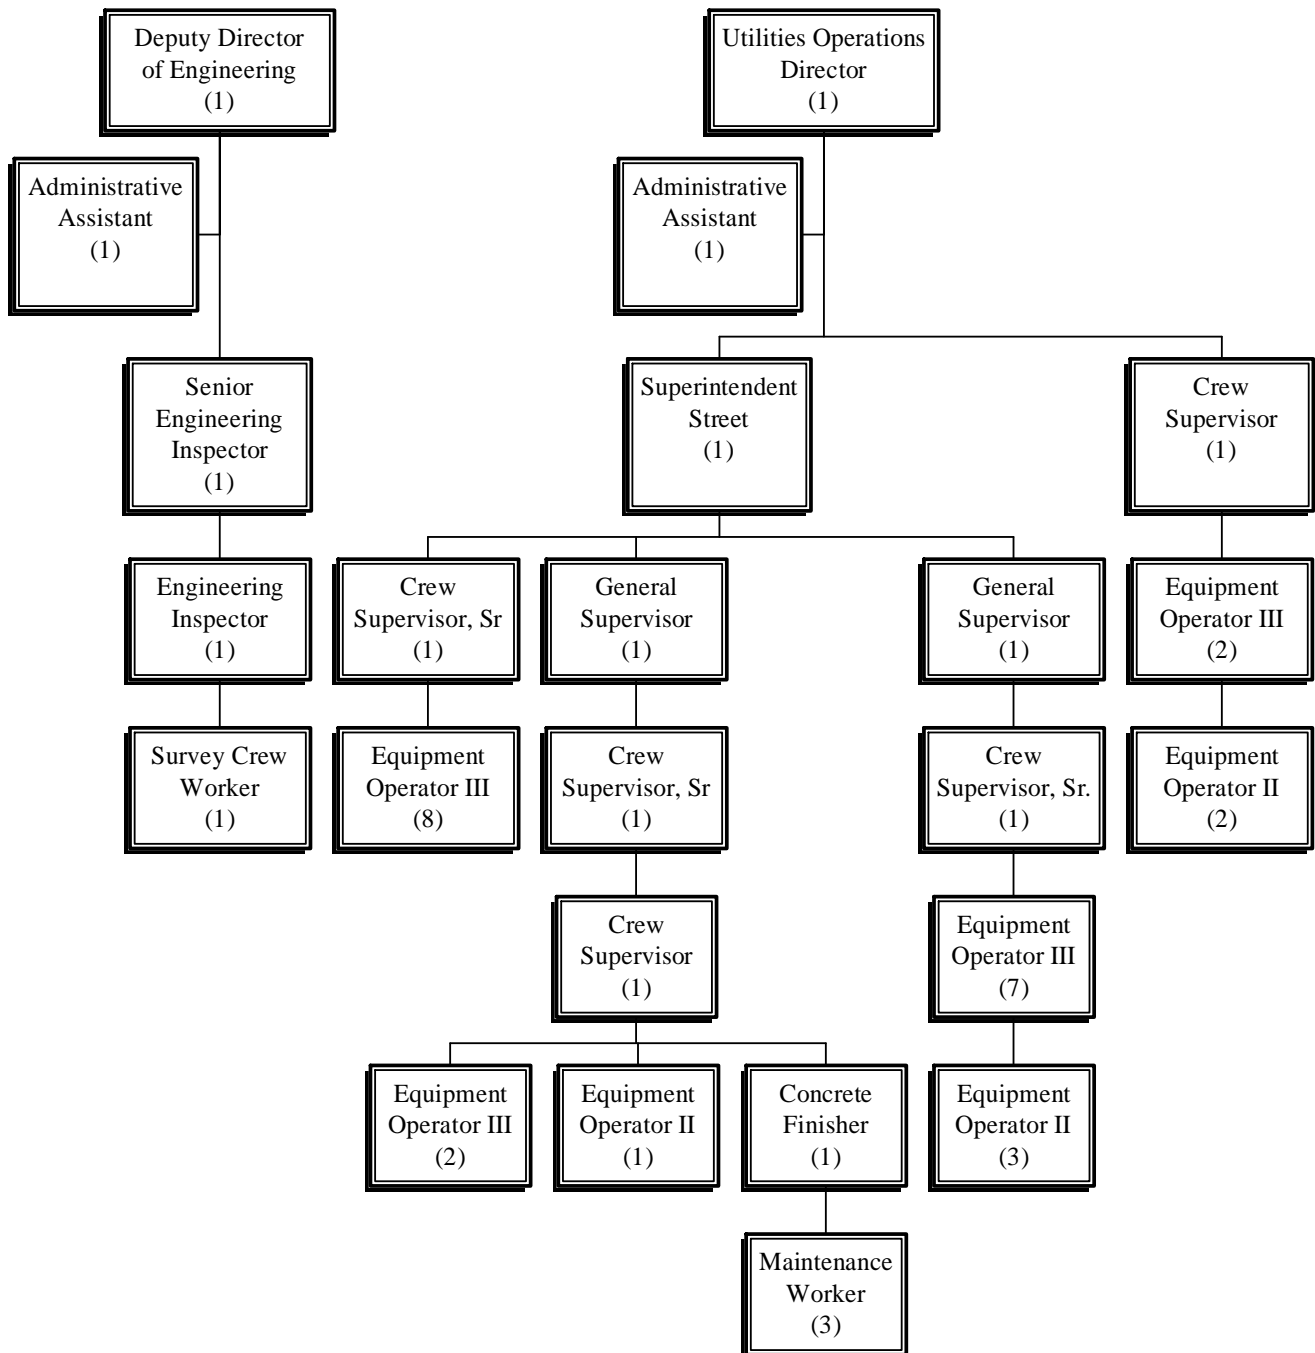 Deputy Director
of Engineering
(1)
Utilities Operations
Director
(1)
Administrative
Assistant
(1)
Administrative
Assistant
(1)
Senior
Engineering
Inspector
(1)
Superintendent
Street
(1)
Crew
Supervisor
(1)
Engineering
Inspector
(1)
Crew
Supervisor, Sr
(1)
General
Supervisor
(1)
General
Supervisor
(1)
Equipment
Operator III
(2)
Survey Crew
Worker
(1)
Equipment
Operator III
(8)
Crew
Supervisor, Sr
(1)
Crew
Supervisor, Sr.
(1)
Equipment
Operator II
(2)
Crew
Supervisor
(1)
Equipment
Operator III
(7)
Equipment
Operator III
(2)
Equipment
Operator II
(1)
Concrete
Finisher
(1)
Equipment
Operator II
(3)
Maintenance
Worker
(3)